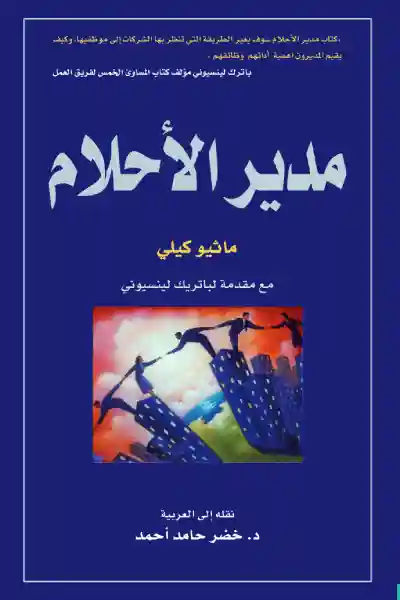 ،كتاب مدير الأحلام سوف يغير الطريقة التي تنظر بها الشركات إلى موظفيها، وكيف
يقيم المديرون أهمية أدائهم وظائفهم .
باترك لينسيوني مؤلف كتاب المساوئ الخمس لفريق العمل
مدير الأحلام
ماثيو كيلي
مع مقدمة لباتريك لينسيوني
نقله إلى العربية
د. خضر حامد أحمد